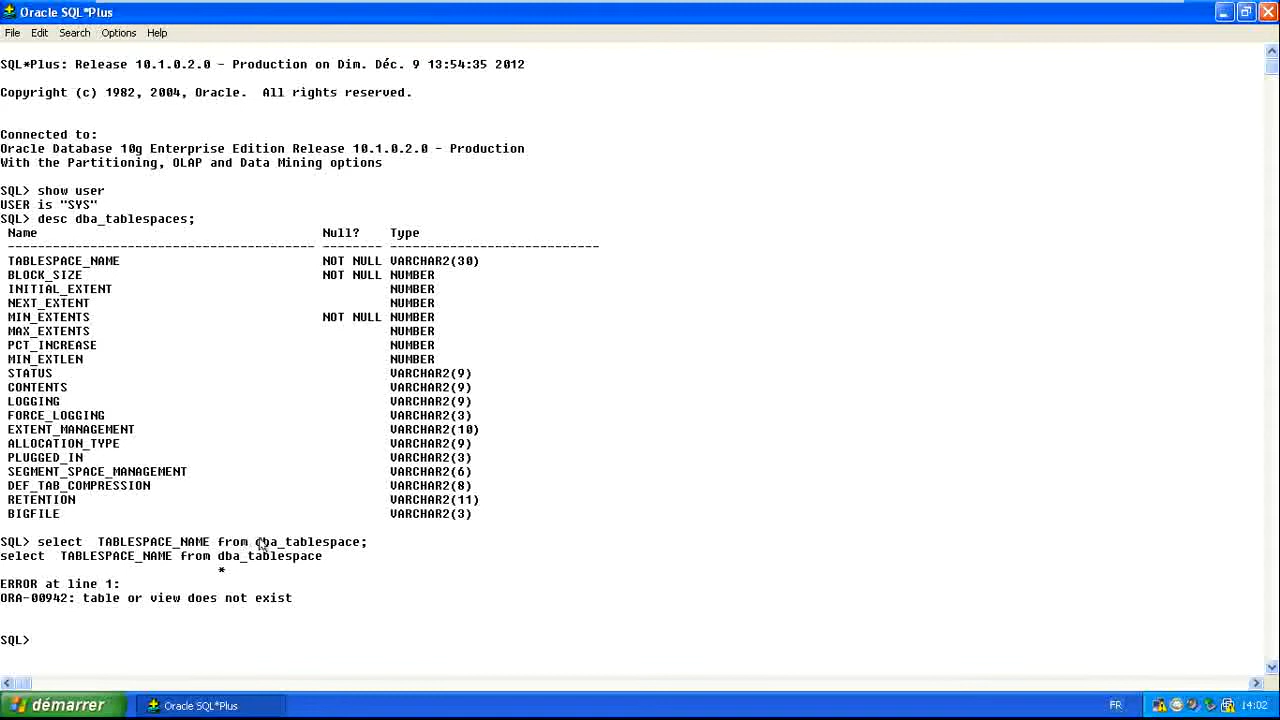 Oracle SQL*Plus
File Edit Search Options Help
SQL*Plus: Release 10.1.0.2.0 - Production on Dim. Déc. 9 13:54:35 2012
Copyright (c) 1982, 2004, Oracle.  All rights reserved.
Connected to:
Oracle Database 10g Enterprise Edition Release 10.1.0.2.0 - Production
With the Partitioning, OLAP and Data Mining options
SQL> show user
USER is "SYS"
SQL> desc dba_tablespaces;
Name Null? Type
----------------------------------------- -------- ----------------------------
TABLESPACE_NAME NOT NULL VARCHAR2(30)
BLOCK_SIZE NOT NULL NUMBER
INITIAL_EXTENT NUMBER
NEXT_EXTENT NUMBER
MIN_EXTENTS NOT NULL NUMBER
MAX_EXTENTS NUMBER
PCT_INCREASE NUMBER
MIN_EXTLEN NUMBER
STATUS VARCHAR2(9)
CONTENTS VARCHAR2(9)
LOGGING VARCHAR2(9)
FORCE_LOGGING VARCHAR2(3)
EXTENT_MANAGEMENT VARCHAR2(10)
ALLOCATION_TYPE VARCHAR2(9)
PLUGGED_IN VARCHAR2(3)
SEGMENT_SPACE_MANAGEMENT VARCHAR2(6)
DEF_TAB_COMPRESSION VARCHAR2(8)
RETENTION VARCHAR2(11)
BIGFILE VARCHAR2(3)
SQL> select  TABLESPACE_NAME from dba_tablespace;
select  TABLESPACE_NAME from dba_tablespace
*
ERROR at line 1:
ORA-00942: table or view does not exist
SQL>
démarrer Oracle SQL*Plus FR 14:02